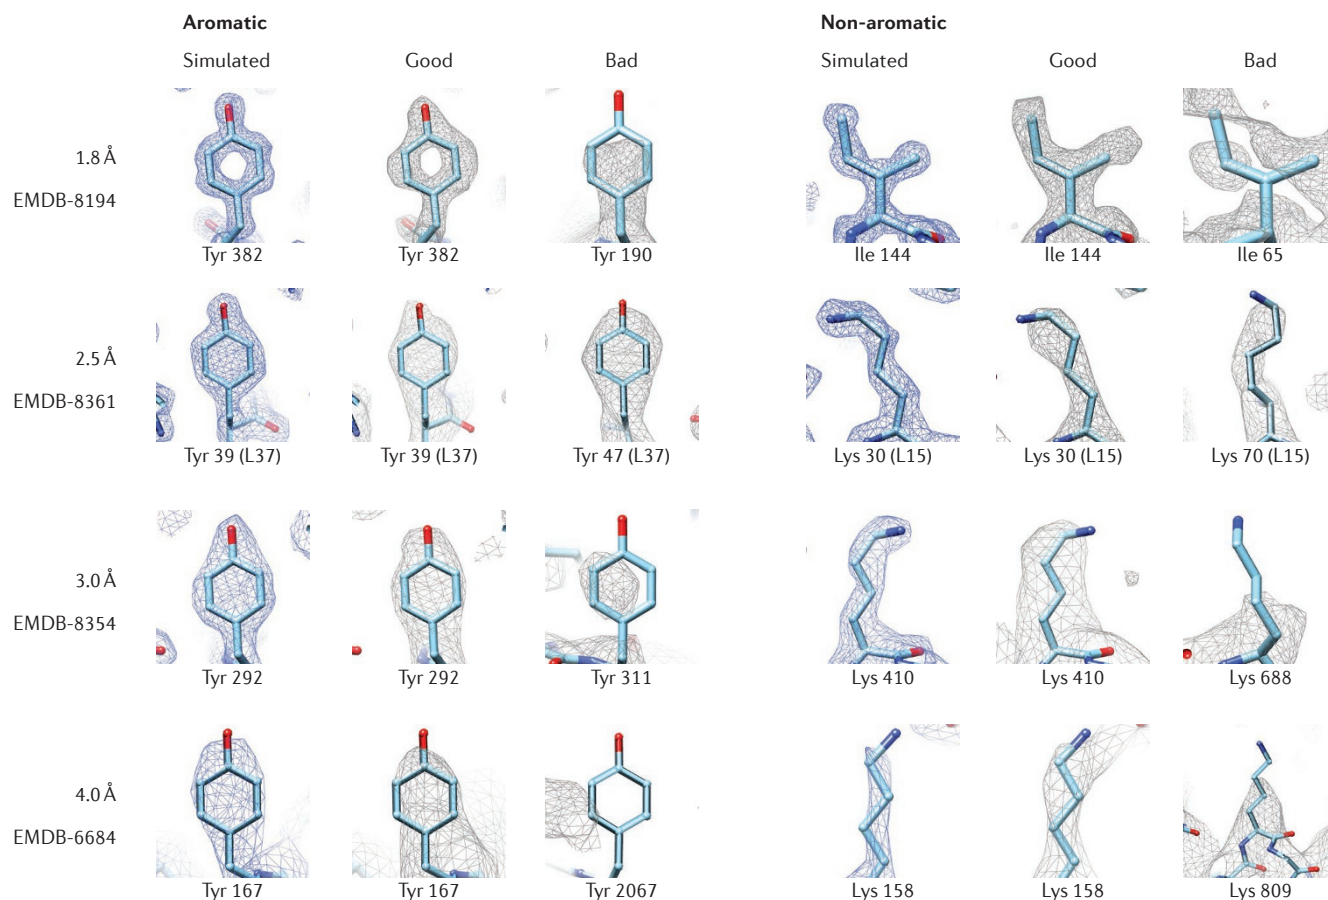 Aromatic Non-aromatic
Simulated Good Bad Simulated Good Bad
1.8 Å
EMDB-8194
Tyr 382 Tyr 382 Tyr 190 Ile 144 Ile 144 Ile 65
2.5 Å
EMDB-8361
Tyr 39 (L37) Tyr 39 (L37) Tyr 47 (L37) Lys 30 (L15) Lys 30 (L15) Lys 70 (L15)
3.0 Å
EMDB-8354
Tyr 292 Tyr 292 Tyr 311 Lys 410 Lys 410 Lys 688
4.0 Å
EMDB-6684
Tyr 167 Tyr 167 Tyr 2067 Lys 158 Lys 158 Lys 809